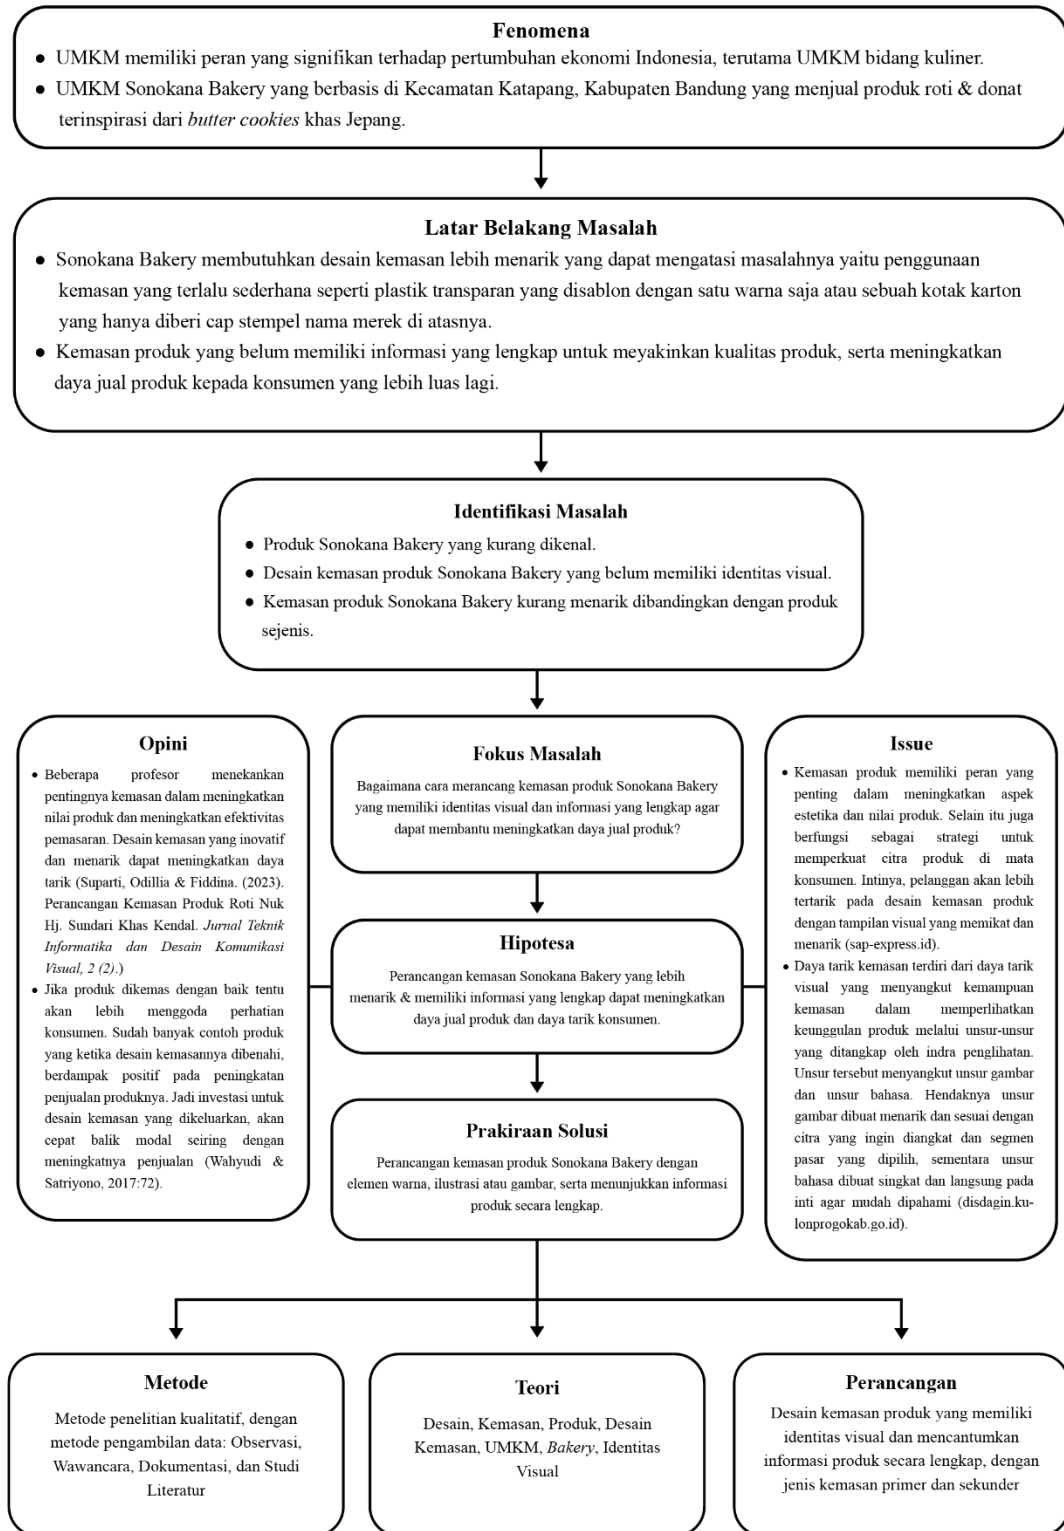 Fenomena
● UMKM memiliki peran yang signifikan terhadap pertumbuhan ekonomi Indonesia, terutama UMKM bidang kuliner.
● UMKM Sonokana Bakery yang berbasis di Kecamatan Katapang, Kabupaten Bandung yang menjual produk roti & donat
terinspirasi dari butter cookies khas Jepang.
Latar Belakang Masalah
● Sonokana Bakery membutuhkan desain kemasan lebih menarik yang dapat mengatasi masalahnya yaitu penggunaan
kemasan yang terlalu sederhana seperti plastik transparan yang disablon dengan satu warna saja atau sebuah kotak karton
yang hanya diberi cap stempel nama merek di atasnya.
● Kemasan produk yang belum memiliki informasi yang lengkap untuk meyakinkan kualitas produk, serta meningkatkan
daya jual produk kepada konsumen yang lebih luas lagi.
Identifikasi Masalah
● Produk Sonokana Bakery yang kurang dikenal.
● Desain kemasan produk Sonokana Bakery yang belum memiliki identitas visual.
● Kemasan produk Sonokana Bakery kurang menarik dibandingkan dengan produk
sejenis.
Opini
● Beberapa profesor menekankan
pentingnya kemasan dalam meningkatkan
nilai produk dan meningkatkan efektivitas
pemasaran. Desain kemasan yang inovatif
dan menarik dapat meningkatkan daya
tarik (Suparti, Odillia & Fiddina. (2023).
Perancangan Kemasan Produk Roti Nuk
Hj. Sundari Khas Kendal. Jurnal Teknik
Informatika dan Desain Komunikasi
Visual, 2 (2).)
● Jika produk dikemas dengan baik tentu
akan lebih menggoda perhatian
konsumen. Sudah banyak contoh produk
yang ketika desain kemasannya dibenahi,
berdampak positif pada peningkatan
penjualan produknya. Jadi investasi untuk
desain kemasan yang dikeluarkan, akan
cepat balik modal seiring dengan
meningkatnya penjualan (Wahyudi &
Satriyono, 2017:72).
Fokus Masalah
Bagaimana cara merancang kemasan produk Sonokana Bakery
yang memiliki identitas visual dan informasi yang lengkap agar
dapat membantu meningkatkan daya jual produk?
Hipotesa
Perancangan kemasan Sonokana Bakery yang lebih
menarik & memiliki informasi yang lengkap dapat meningkatkan
daya jual produk dan daya tarik konsumen.
Prakiraan Solusi
Perancangan kemasan produk Sonokana Bakery dengan
elemen warna, ilustrasi atau gambar, serta menunjukkan informasi
produk secara lengkap.
Issue
● Kemasan produk memiliki peran yang
penting dalam meningkatkan aspek
estetika dan nilai produk. Selain itu juga
berfungsi sebagai strategi untuk
memperkuat citra produk di mata
konsumen. Intinya, pelanggan akan lebih
tertarik pada desain kemasan produk
dengan tampilan visual yang memikat dan
menarik (sap-express.id).
● Daya tarik kemasan terdiri dari daya tarik
visual yang menyangkut kemampuan
kemasan dalam memperlihatkan
keunggulan produk melalui unsur-unsur
yang ditangkap oleh indra penglihatan.
Unsur tersebut menyangkut unsur gambar
dan unsur bahasa. Hendaknya unsur
gambar dibuat menarik dan sesuai dengan
citra yang ingin diangkat dan segmen
pasar yang dipilih, sementara unsur
bahasa dibuat singkat dan langsung pada
inti agar mudah dipahami (disdagin.ku-
lonprogokab.go.id).
Metode
Metode penelitian kualitatif, dengan
metode pengambilan data: Observasi,
Wawancara, Dokumentasi, dan Studi
Literatur
Teori
Desain, Kemasan, Produk, Desain
Kemasan, UMKM, Bakery, Identitas
Visual
Perancangan
Desain kemasan produk yang memiliki
identitas visual dan mencantumkan
informasi produk secara lengkap, dengan
jenis kemasan primer dan sekunder